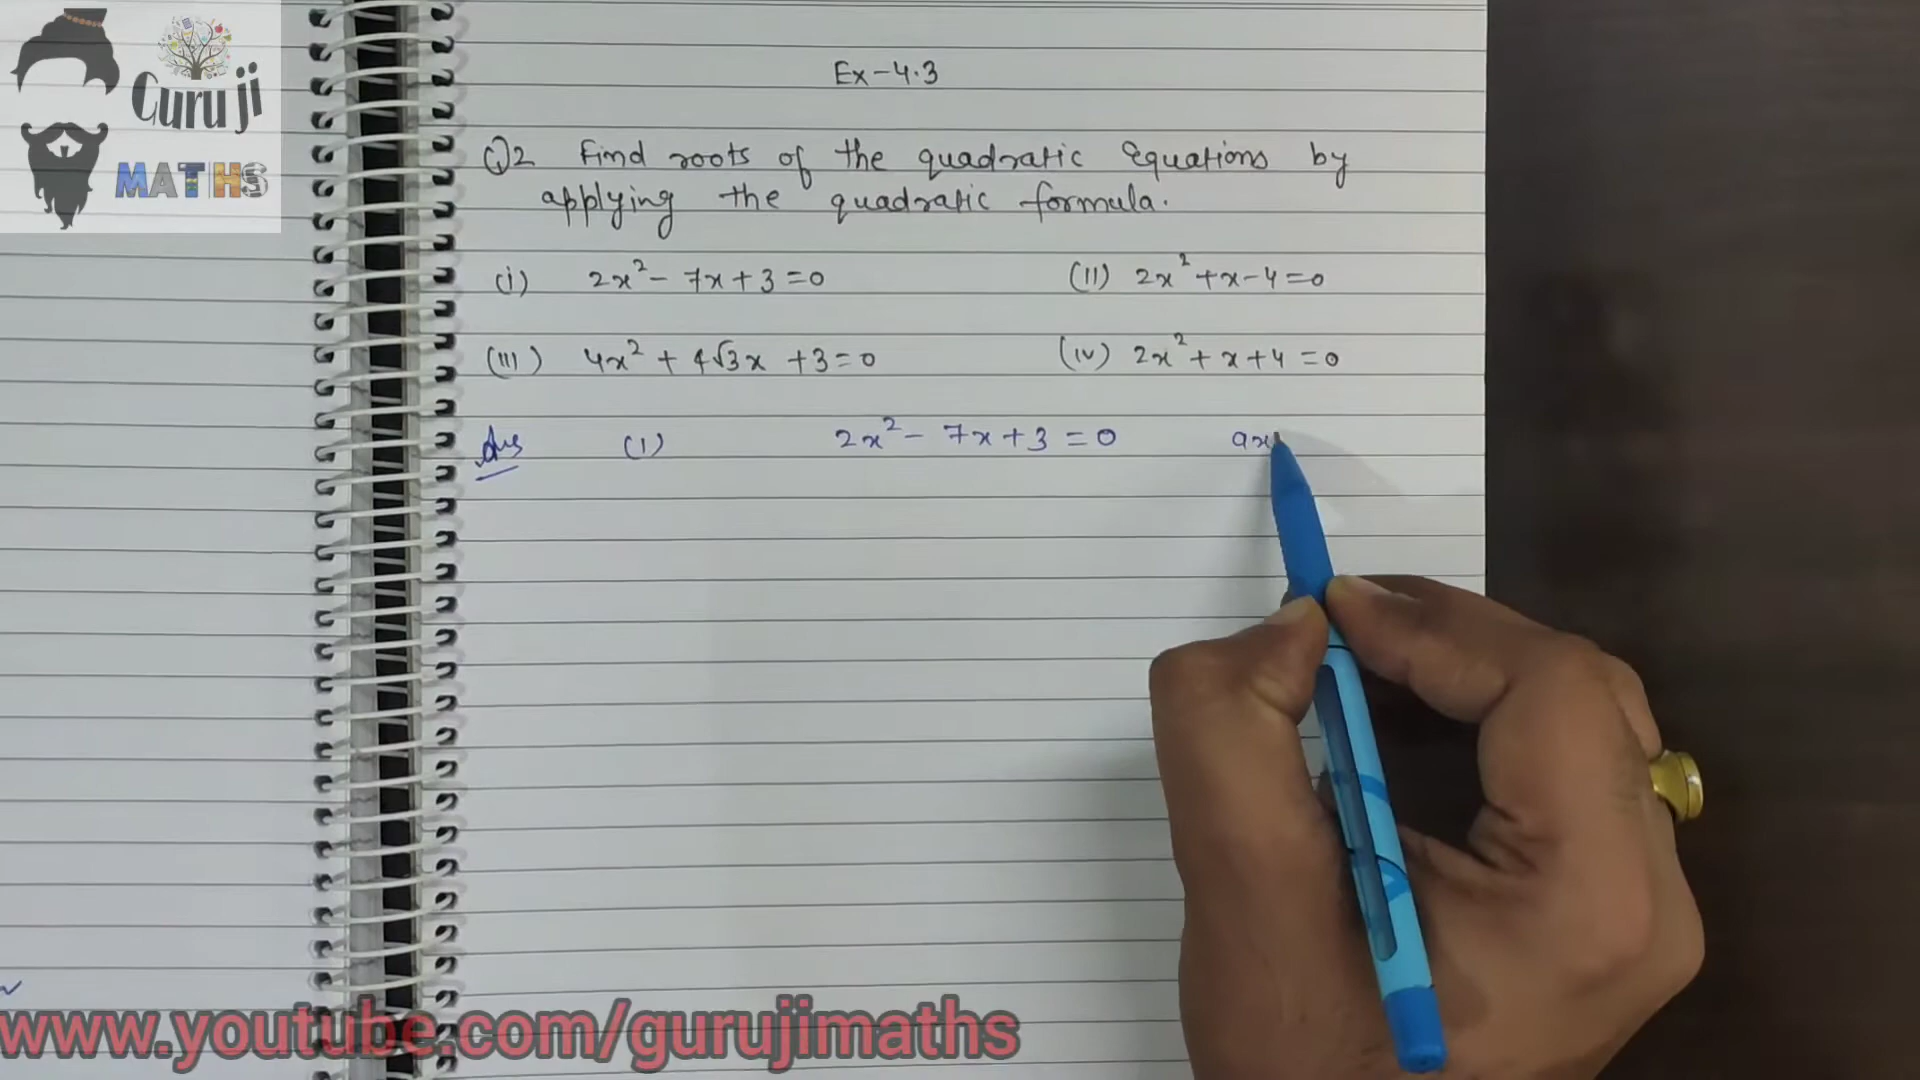 Guru ji
MATHS
Ex-4.3
Q2 Find roots of the quadratic Equations by
applying the quadratic formula.
(i) 2x²- 7x+3=0 (II) 2x²+x-4=0
(III) 4x²+4√3x +3=0 (iv) 2x²+x+4=0
Ans (1) 2x²- 7x+3=0 ax
www.youtube.com/gurujimaths